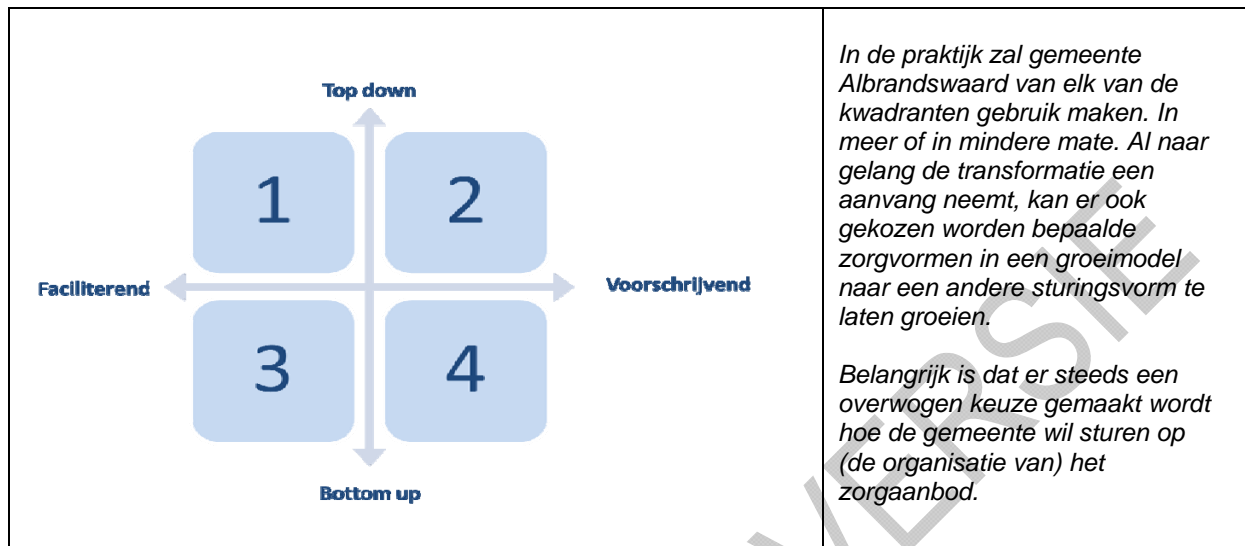 Top down
1
2
Faciliterend
Voorschrijvend
3
4
Bottom up
In de praktijk zal gemeente
Albrandswaard van elk van de
kwadranten gebruik maken. In
meer of in mindere mate. Al naar
gelang de transformatie een
aanvang neemt, kan er ook
gekozen worden bepaalde
zorgvormen in een groeimodel
naar een andere sturingsvorm te
laten groeien.
Belangrijk is dat er steeds een
overwogen keuze gemaakt wordt
hoe de gemeente wil sturen op
(de organisatie van) het
zorgaanbod.
VERSIE